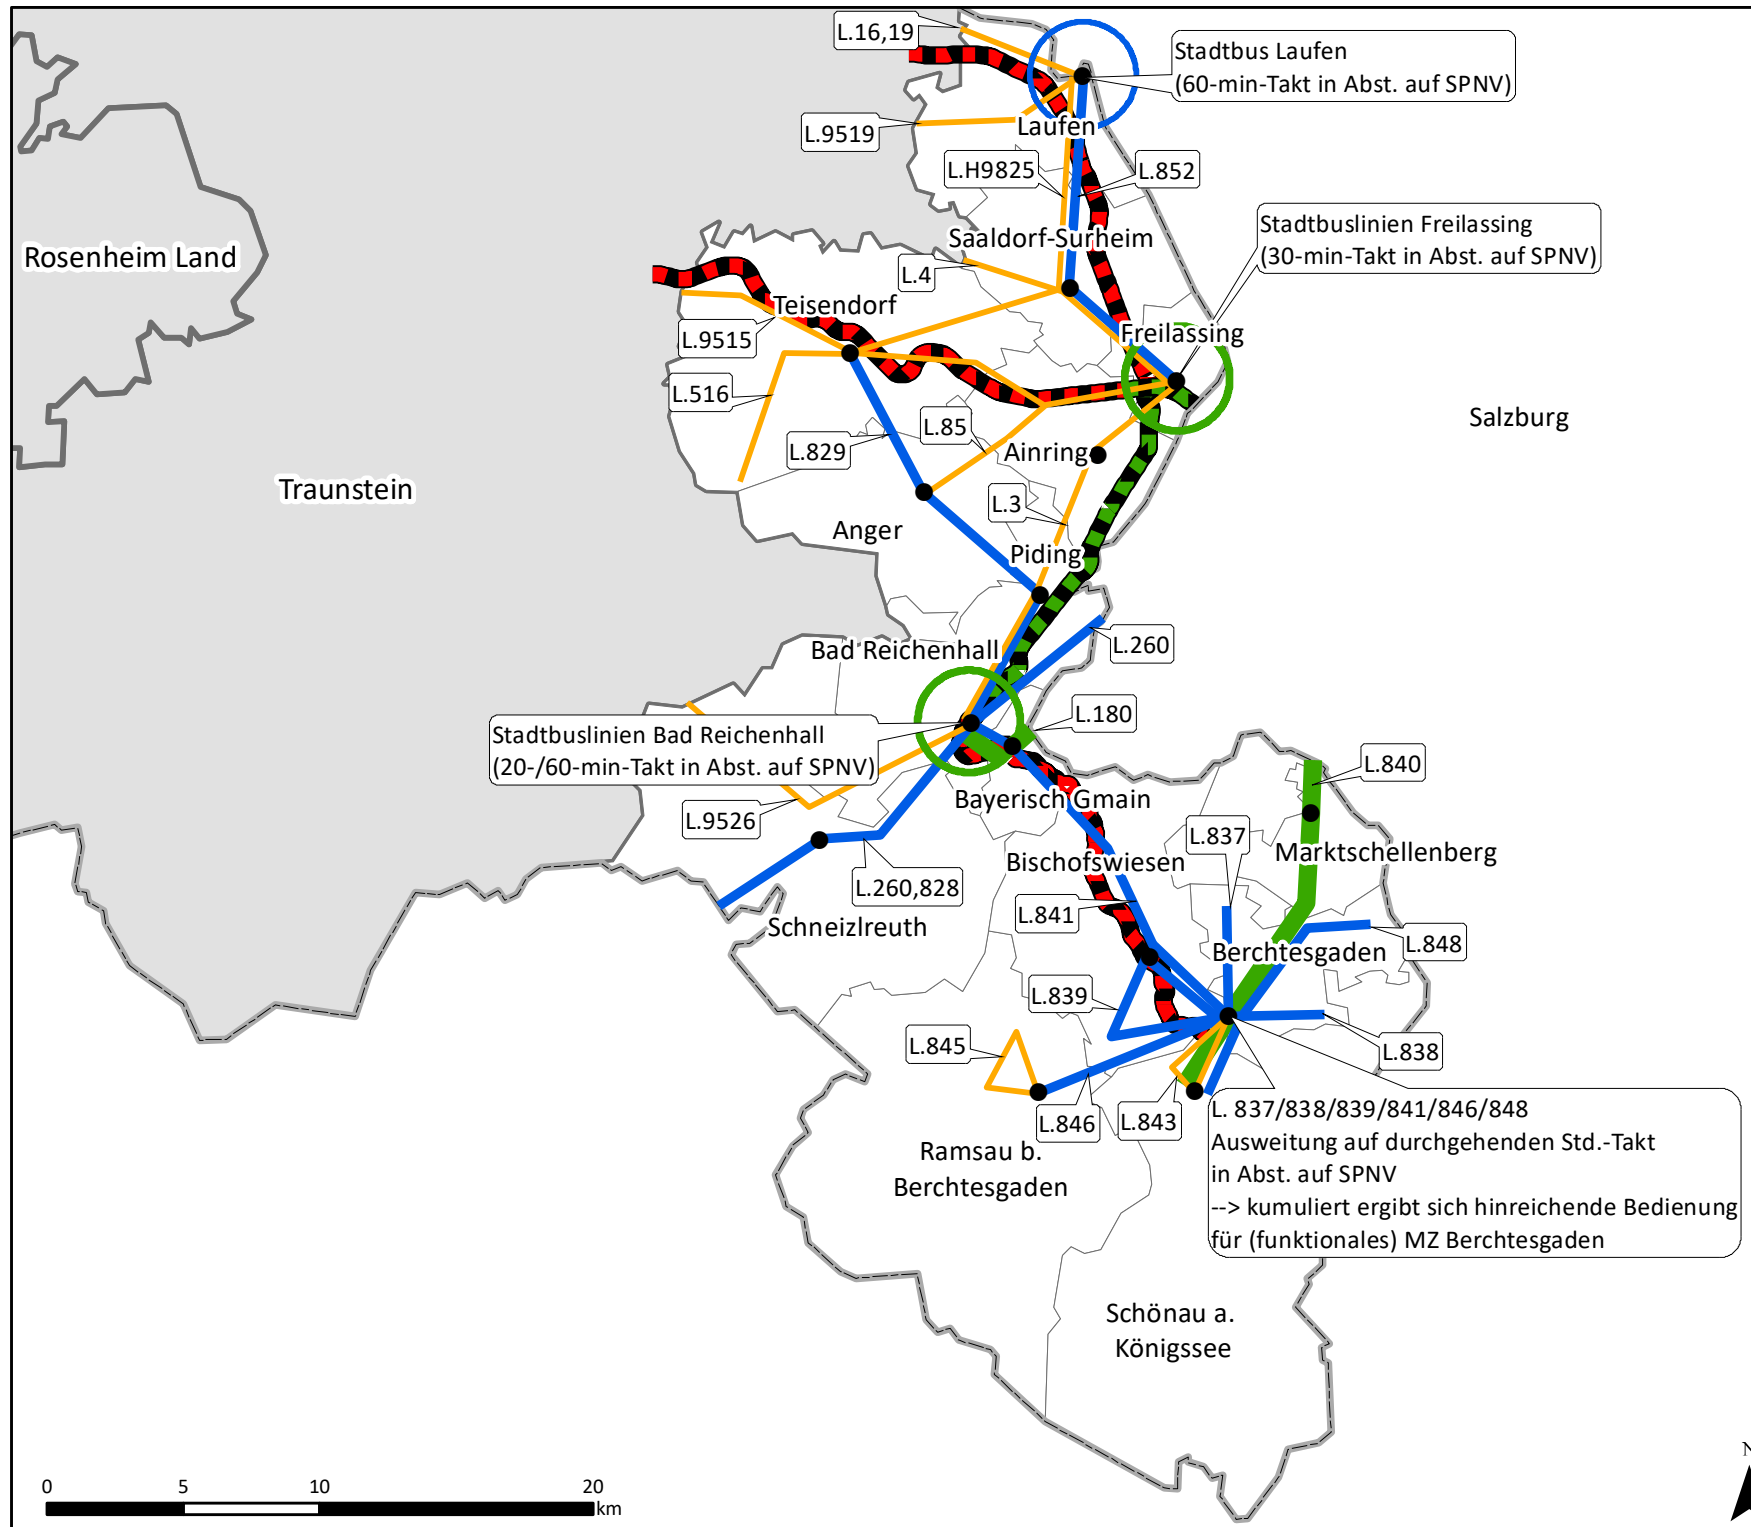 L.16,19
Stadtbus Laufen
(60-min-Takt in Abst. auf SPNV)
L.9519
Laufen
L.H9825
L.852
Stadtbuslinien Freilassing
(30-min-Takt in Abst. auf SPNV)
Saaldorf-Surheim
Rosenheim Land
L.4
Teisendorf
L.9515
Freilassing
L.516
Salzburg
L.85
L.829
Ainring
Traunstein
L.3
Anger
Piding
L.260
Bad Reichenhall
L.180
Stadtbuslinien Bad Reichenhall
(20-/60-min-Takt in Abst. auf SPNV)
L.840
Bayerisch Gmain
L.9526
L.837
Marktschellenberg
Bischofswiesen
L.260,828
L.841
Schneizlreuth
L.848
Berchtesgaden
L.839
L.845
L.838
L.846
L.843
L. 837/838/839/841/846/848
Ausweitung auf durchgehenden Std.-Takt
in Abst. auf SPNV
--> kumuliert ergibt sich hinreichende Bedienung
für (funktionales) MZ Berchtesgaden
Ramsau b.
Berchtesgaden
Schönau a.
Königssee
N
0 5 10 20
km